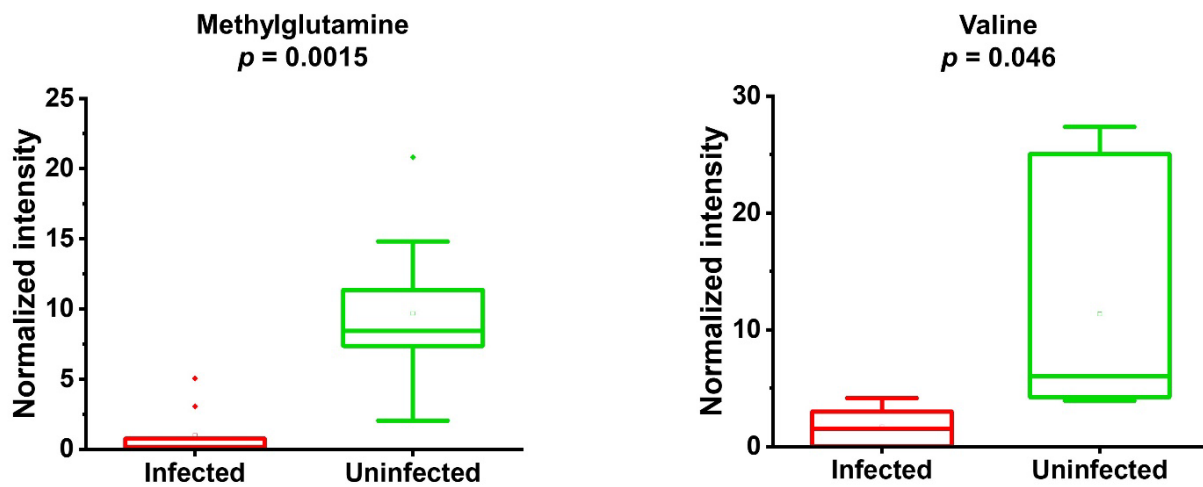 Methylglutamine
p = 0.0015
Normalized intensity
25
20
15
10
5
0
Infected
Uninfected
Valine
p = 0.046
Normalized intensity
30
20
10
0
Infected
Uninfected